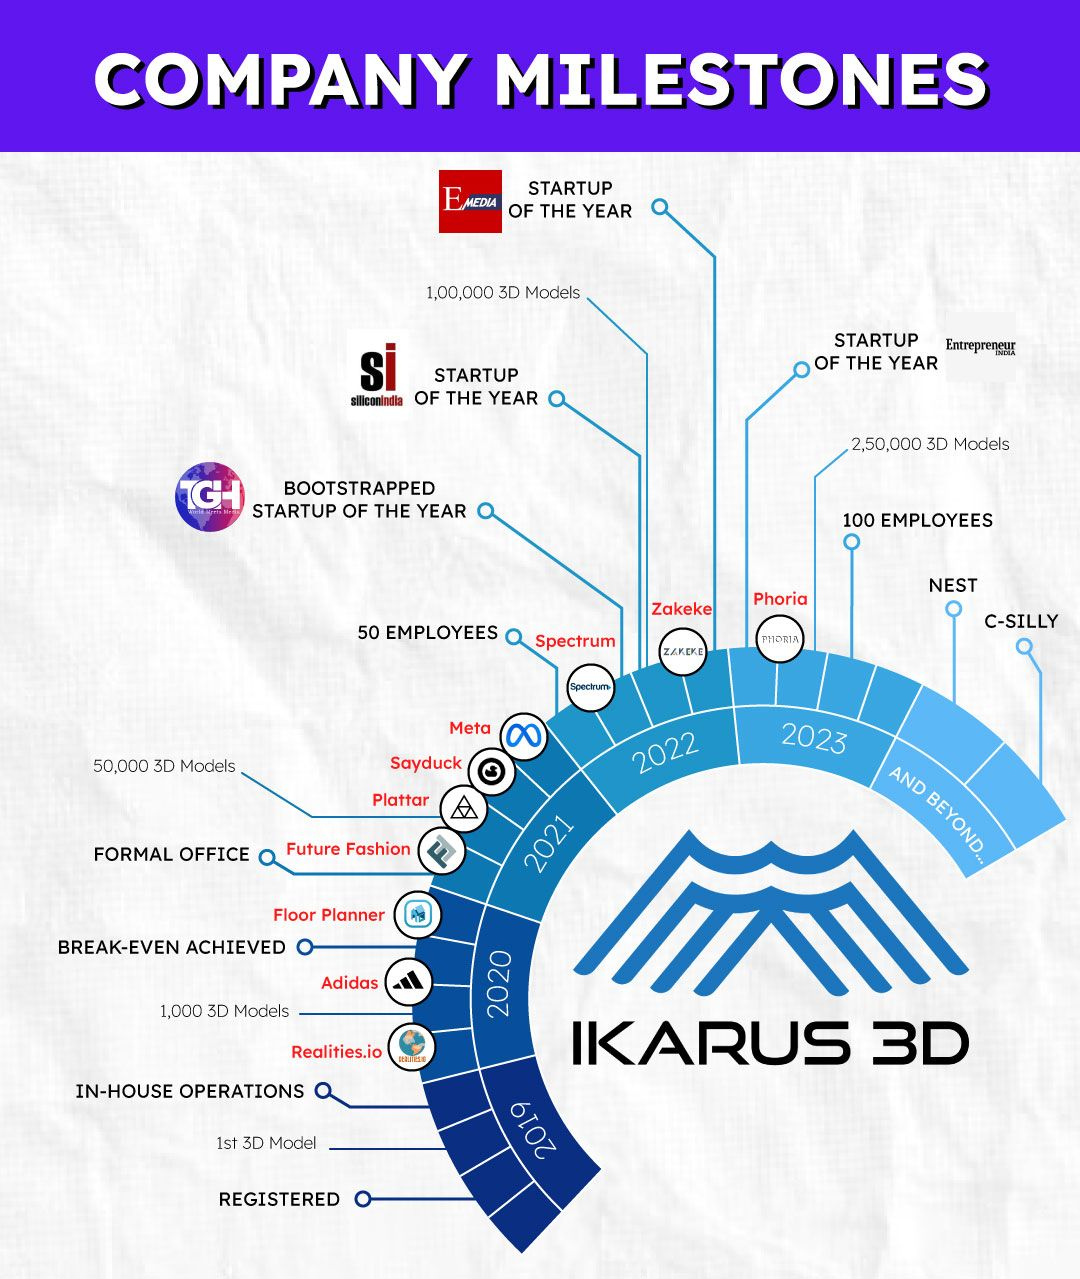 COMPANY MILESTONES
E MEDIA
STARTUP
OF THE YEAR
1,00,000 3D Models
si
siliconindia
STARTUP
OF THE YEAR
STARTUP
OF THE YEAR
Entrepreneur
INDIA
2,50,000 3D Models
TGH
World Meets Media
BOOTSTRAPPED
STARTUP OF THE YEAR
100 EMPLOYEES
NEST
C-SILLY
50 EMPLOYEES
Spectrum
Spectrum
Zakeke
ZAKEKE
Phoria
PHORIA
Meta
Sayduck
50,000 3D Models
Plattar
FORMAL OFFICE
Future Fashion
Floor Planner
BREAK-EVEN ACHIEVED
Adidas
1,000 3D Models
Realities.io
REALITIES.IO
IN-HOUSE OPERATIONS
1st 3D Model
REGISTERED
2019
2020
2021
2022
2023
AND BEYOND...
IKARUS 3D